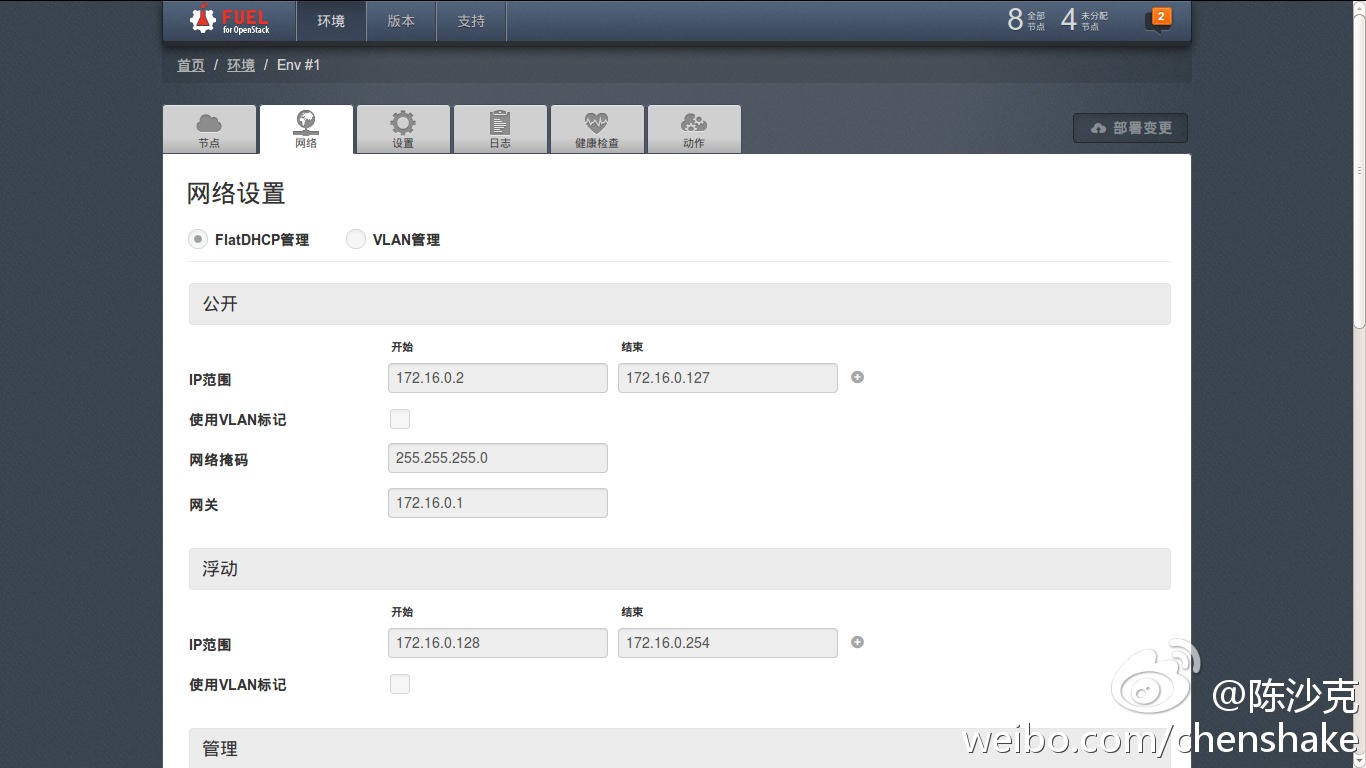 FUEL
for OpenStack
环境
版本
支持
8 全部节点
4 未分配节点
2
首页 / 环境 / Env #1
节点
网络
设置
日志
健康检查
动作
部署变更
网络设置
FlatDHCP管理
VLAN管理
公开
开始
结束
IP范围
172.16.0.2
172.16.0.127
使用VLAN标记
网络掩码
255.255.255.0
网关
172.16.0.1
浮动
开始
结束
IP范围
172.16.0.128
172.16.0.254
使用VLAN标记
管理
@陈沙克
weibo.com/chenshake